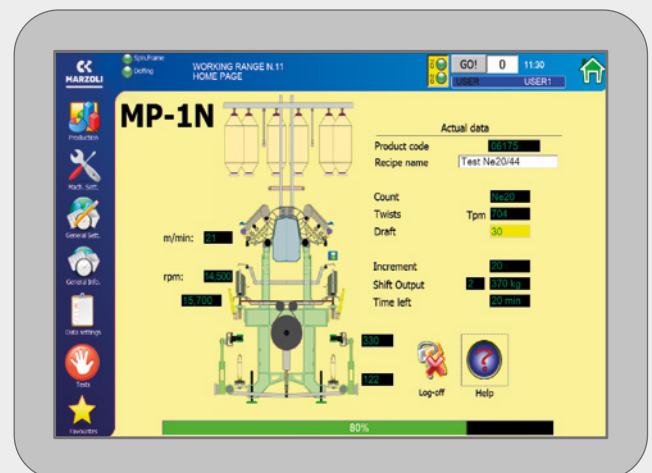 MARZOLI
Spin.Frame
Doffing
WORKING RANGE N.11
HOME PAGE
GO! 0 11:30
USER USER1
Production
Mach. Sett.
General Sett.
General Info.
Data settings
Tests
Favourites
MP-1N
m/min: 21
rpm: 14,500
15,700
330
122
Actual data
Product code 06175
Recipe name Test Ne20/44
Count Ne20
Twists Tpm 704
Draft 30
Increment 20
Shift Output 2 370 kg
Time left 20 min
Log-off
Help
80%